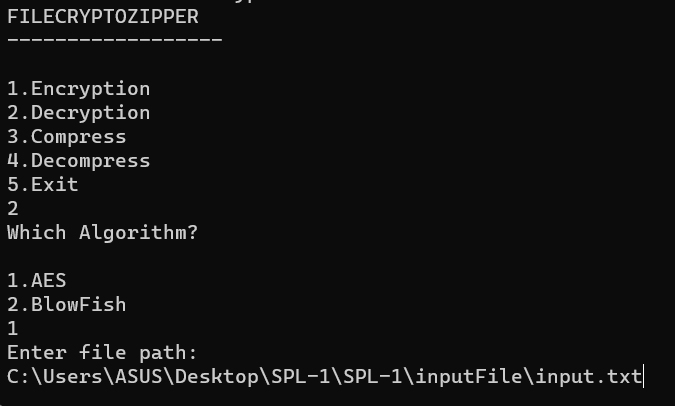 FILECRYPTOZIPPER
------------------
1.Encryption
2.Decryption
3.Compress
4.Decompress
5.Exit
2
Which Algorithm?
1.AES
2.BlowFish
1
Enter file path:
C:\Users\ASUS\Desktop\SPL-1\SPL-1\inputFile\input.txt